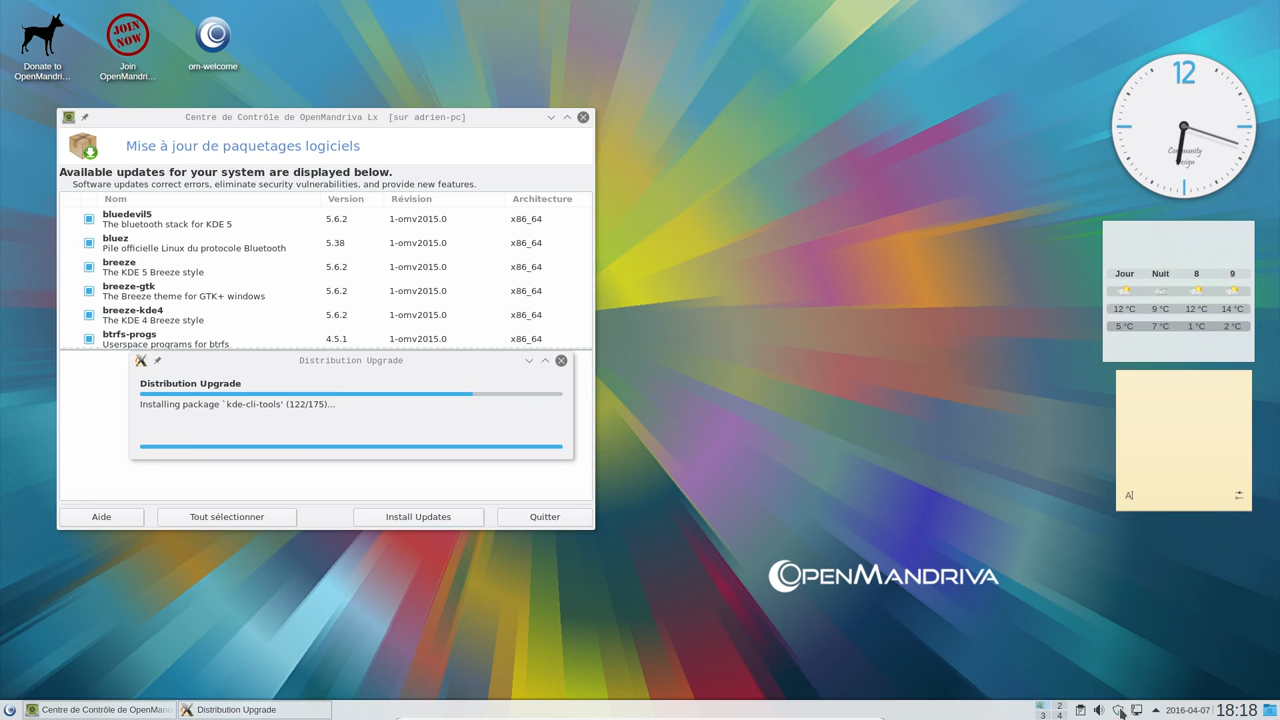 Donate to
OpenMandri...
Join
OpenMandri...
om-welcome
JOIN
NOW
Centre de Contrôle de OpenMandriva Lx [sur adrien-pc]
Mise à jour de paquetages logiciels
Available updates for your system are displayed below.
Software updates correct errors, eliminate security vulnerabilities, and provide new features.
Nom Version Révision Architecture
bluedevil5
The bluetooth stack for KDE 5 5.6.2 1-omv2015.0 x86_64
bluez
Pile officielle Linux du protocole Bluetooth 5.38 1-omv2015.0 x86_64
breeze
The KDE 5 Breeze style 5.6.2 1-omv2015.0 x86_64
breeze-gtk
The Breeze theme for GTK+ windows 5.6.2 1-omv2015.0 x86_64
breeze-kde4
The KDE 4 Breeze style 5.6.2 1-omv2015.0 x86_64
btrfs-progs
Userspace programs for btrfs 4.5.1 1-omv2015.0 x86_64
Distribution Upgrade
Distribution Upgrade
Installing package `kde-cli-tools' (122/175)...
Aide Tout sélectionner Install Updates Quitter
12
Community
Design
Jour Nuit 8 9
12 °C 9 °C 12 °C 14 °C
5 °C 7 °C 1 °C 2 °C
A
OPENMANDRIVA
Centre de Contrôle de OpenMand
Distribution Upgrade
2
3 4
2016-04-07 18:18